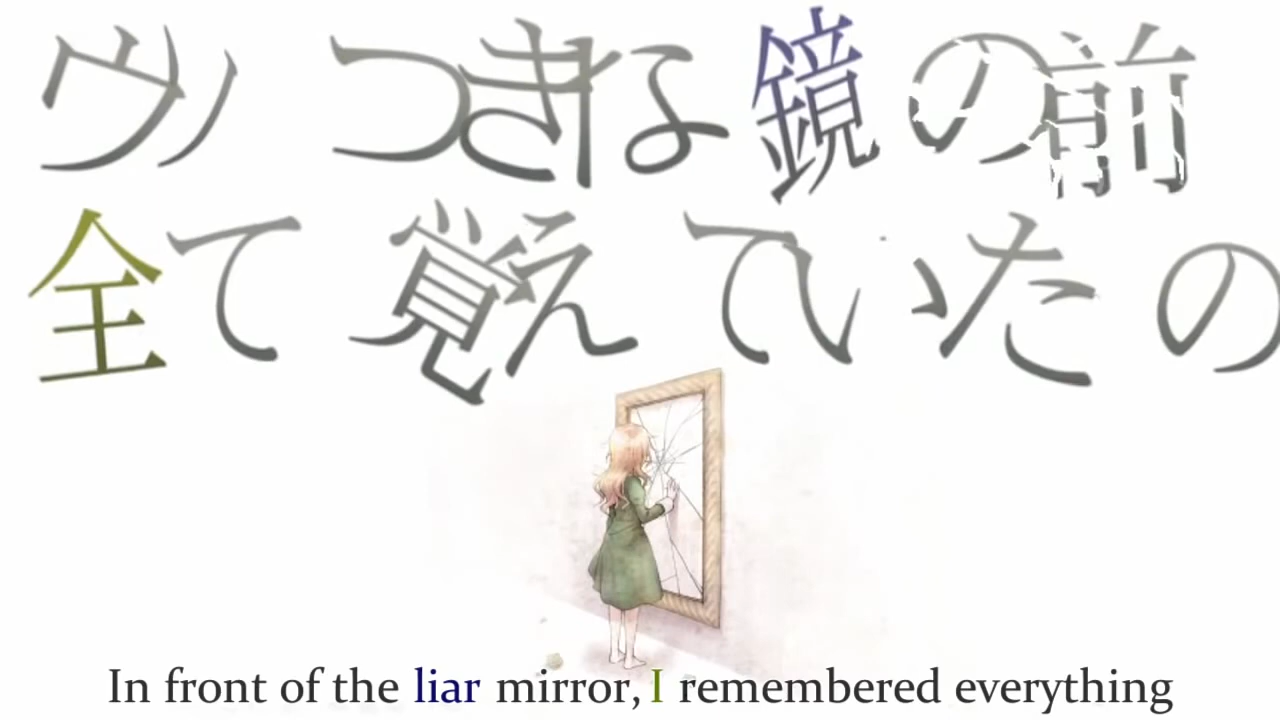 ウソつきな鏡の前
全て覚えていたの
In front of the liar mirror, I remembered everything